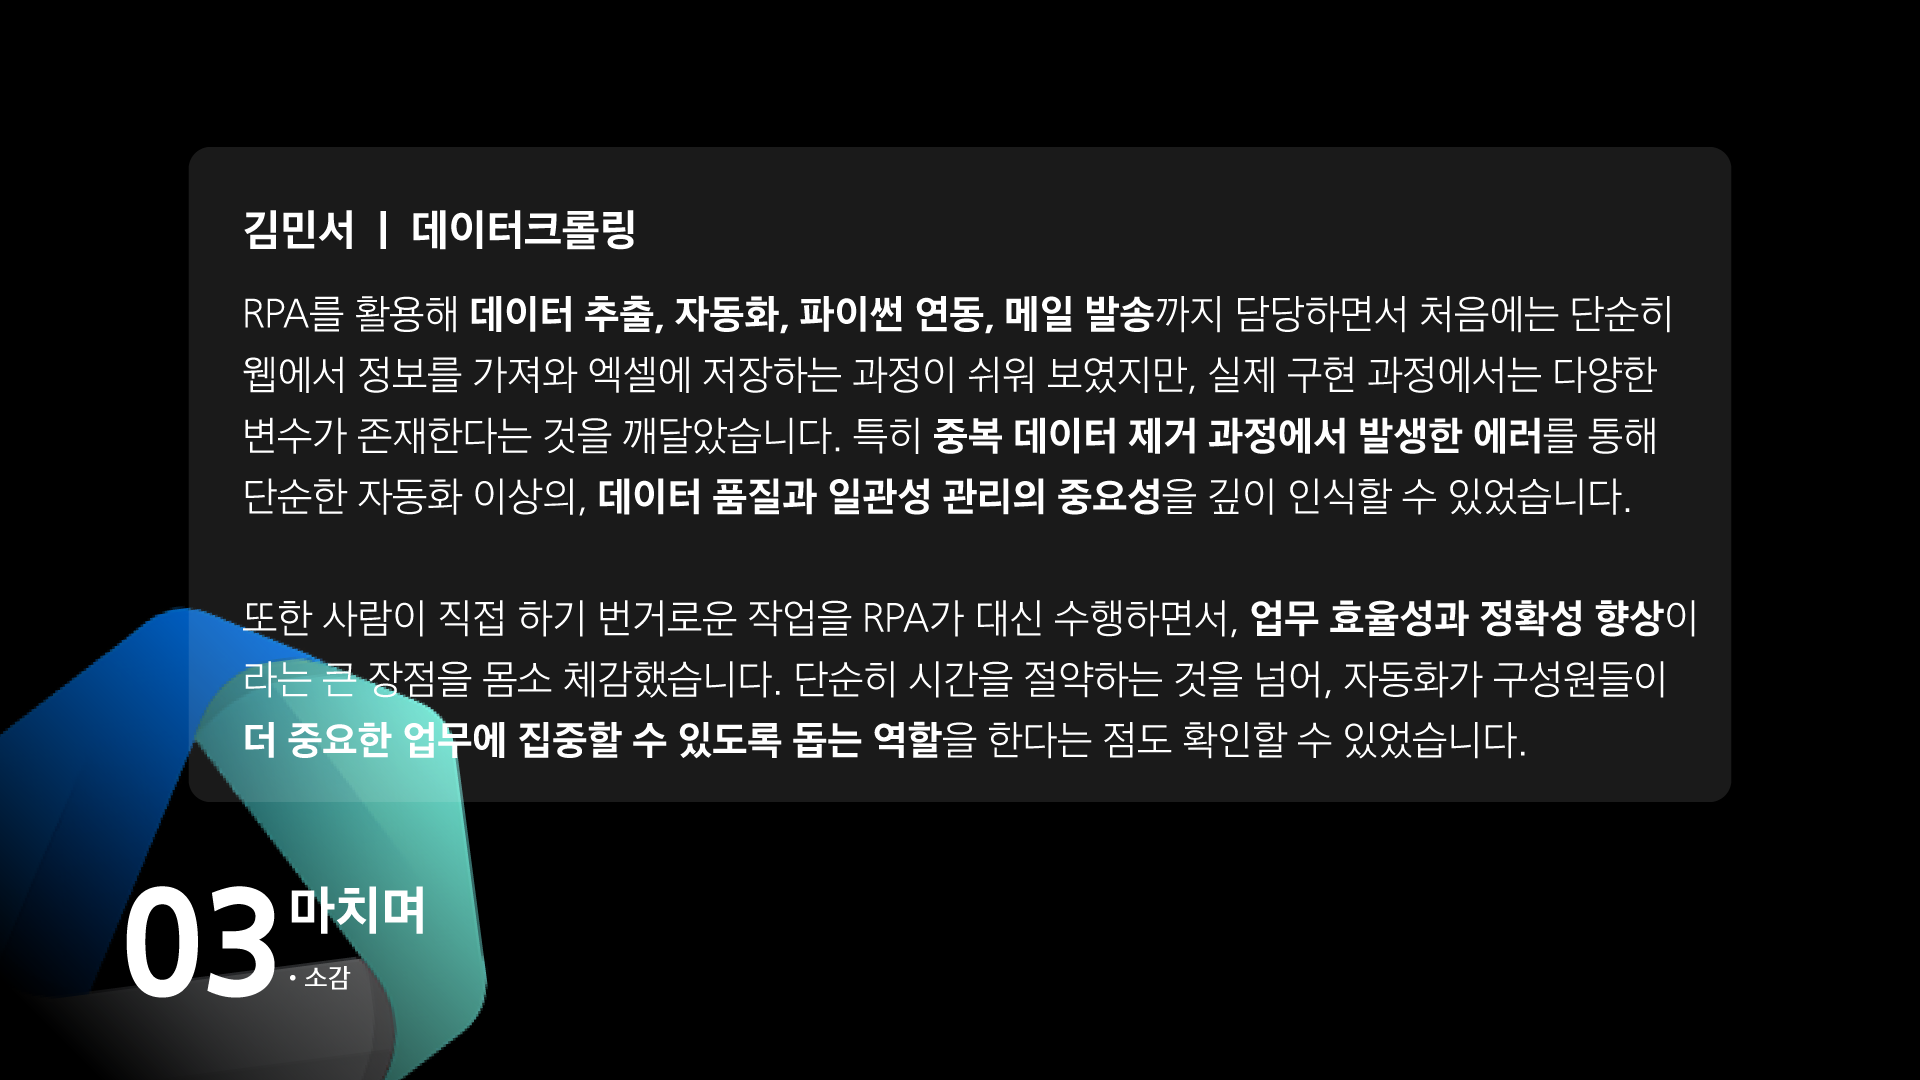 김민서 | 데이터크롤링
RPA를 활용해 데이터 추출, 자동화, 파이썬 연동, 메일 발송까지 담당하면서 처음에는 단순히
웹에서 정보를 가져와 엑셀에 저장하는 과정이 쉬워 보였지만, 실제 구현 과정에서는 다양한
변수가 존재한다는 것을 깨달았습니다. 특히 중복 데이터 제거 과정에서 발생한 에러를 통해
단순한 자동화 이상의, 데이터 품질과 일관성 관리의 중요성을 깊이 인식할 수 있었습니다.
또한 사람이 직접 하기 번거로운 작업을 RPA가 대신 수행하면서, 업무 효율성과 정확성 향상이
라는 큰 장점을 몸소 체감했습니다. 단순히 시간을 절약하는 것을 넘어, 자동화가 구성원들이
더 중요한 업무에 집중할 수 있도록 돕는 역할을 한다는 점도 확인할 수 있었습니다.
03 마치며
• 소감